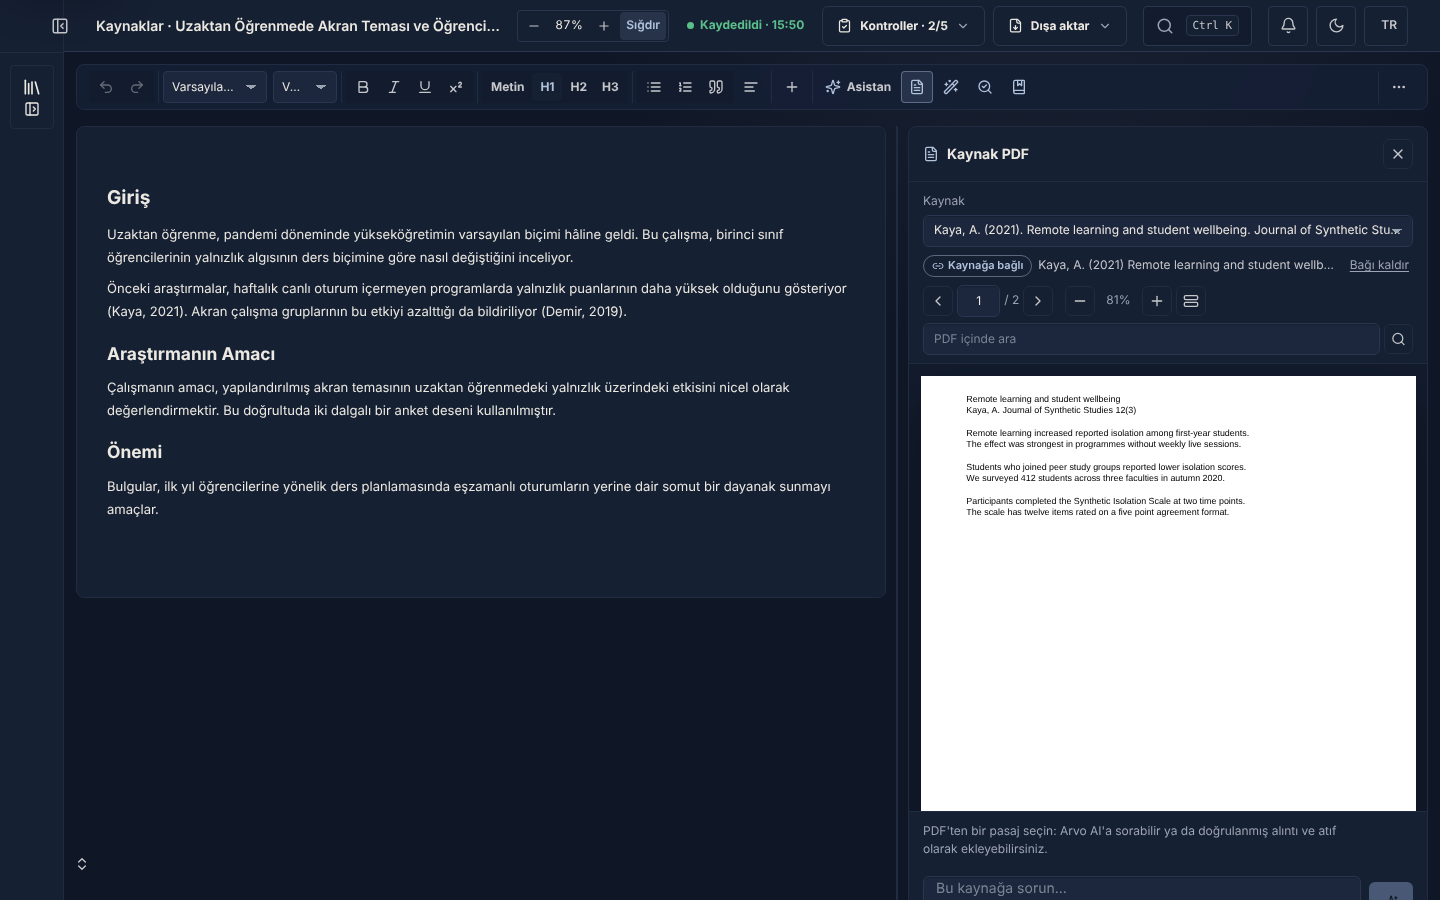 Kaynaklar · Uzaktan Öğrenmede Akran Teması ve Öğrenci...
87%
Sığdır
Kaydedildi · 15:50
Kontroller · 2/5
Dışa aktar
Ctrl K
TR
Varsayıla...
V...
B I U x²
Metin H1 H2 H3
Asistan
Giriş
Uzaktan öğrenme, pandemi döneminde yükseköğretimin varsayılan biçimi hâline geldi. Bu çalışma, birinci sınıf
öğrencilerinin yalnızlık algısının ders biçimine göre nasıl değiştiğini inceliyor.
Önceki araştırmalar, haftalık canlı oturum içermeyen programlarda yalnızlık puanlarının daha yüksek olduğunu gösteriyor
(Kaya, 2021). Akran çalışma gruplarının bu etkiyi azalttığı da bildiriliyor (Demir, 2019).
Araştırmanın Amacı
Çalışmanın amacı, yapılandırılmış akran temasının uzaktan öğrenmedeki yalnızlık üzerindeki etkisini nicel olarak
değerlendirmektir. Bu doğrultuda iki dalgalı bir anket deseni kullanılmıştır.
Önemi
Bulgular, ilk yıl öğrencilerine yönelik ders planlamasında eşzamanlı oturumların yerine dair somut bir dayanak sunmayı
amaçlar.
Kaynak PDF
Kaynak
Kaya, A. (2021). Remote learning and student wellbeing. Journal of Synthetic Stu...
Kaynağa bağlı
Kaya, A. (2021) Remote learning and student wellb...
Bağı kaldır
1 / 2
81%
PDF içinde ara
Remote learning and student wellbeing
Kaya, A. Journal of Synthetic Studies 12(3)
Remote learning increased reported isolation among first-year students.
The effect was strongest in programmes without weekly live sessions.
Students who joined peer study groups reported lower isolation scores.
We surveyed 412 students across three faculties in autumn 2020.
Participants completed the Synthetic Isolation Scale at two time points.
The scale has twelve items rated on a five point agreement format.
PDF'ten bir pasaj seçin: Arvo AI'a sorabilir ya da doğrulanmış alıntı ve atıf
olarak ekleyebilirsiniz.
Bu kaynağa sorun...